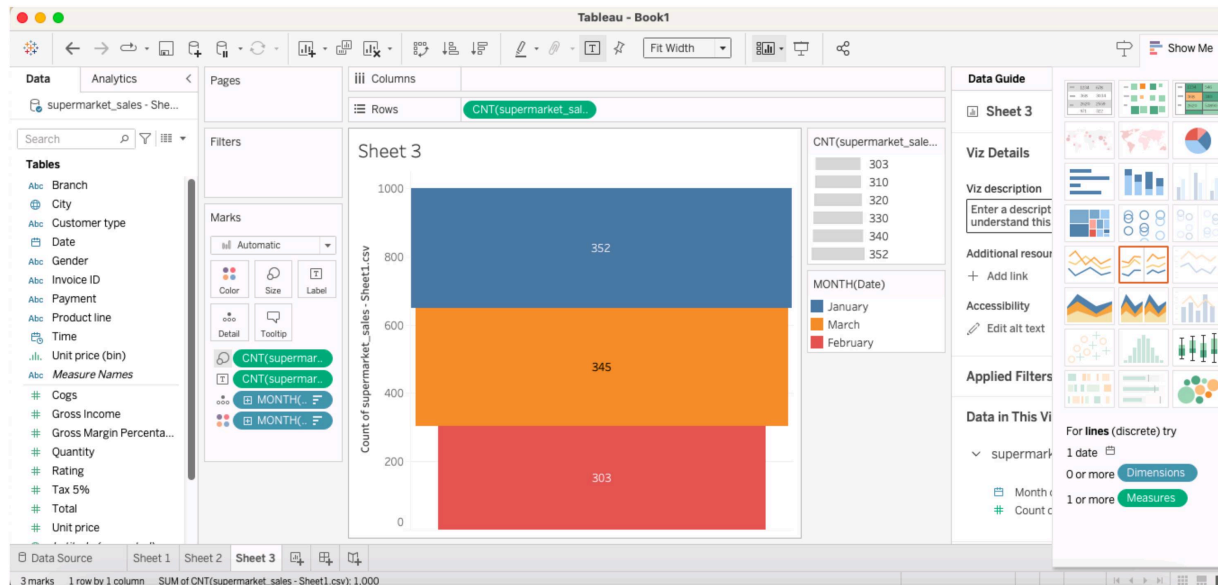 Tableau - Book1
Fit Width
Show Me
Data
Analytics
supermarket_sales - She...
Search
Tables
Abc Branch
City
Abc Customer type
Date
Abc Gender
Abc Invoice ID
Abc Payment
Abc Product line
Time
Unit price (bin)
Abc Measure Names
# Cogs
# Gross Income
# Gross Margin Percenta...
# Quantity
# Rating
# Tax 5%
# Total
# Unit price
Pages
Filters
Marks
Automatic
Color
Size
Label
Detail
Tooltip
CNT(supermar..
CNT(supermar..
MONTH(..
MONTH(..
Columns
Rows
CNT(supermarket_sal..
Sheet 3
Count of supermarket_sales - Sheet1.csv
1000
800
600
400
200
0
352
345
303
CNT(supermarket_sale...
303
310
320
330
340
352
MONTH(Date)
January
March
February
Data Guide
Sheet 3
Viz Details
Viz description
Enter a descript
understand this
Additional resour
+ Add link
Accessibility
Edit alt text
Applied Filters
Data in This Vi
supermark
Month o
# Count o
For lines (discrete) try
1 date
0 or more Dimensions
1 or more Measures
Data Source
Sheet 1
Sheet 2
Sheet 3
3 marks
1 row by 1 column
SUM of CNT(supermarket_sales - Sheet1.csv): 1,000